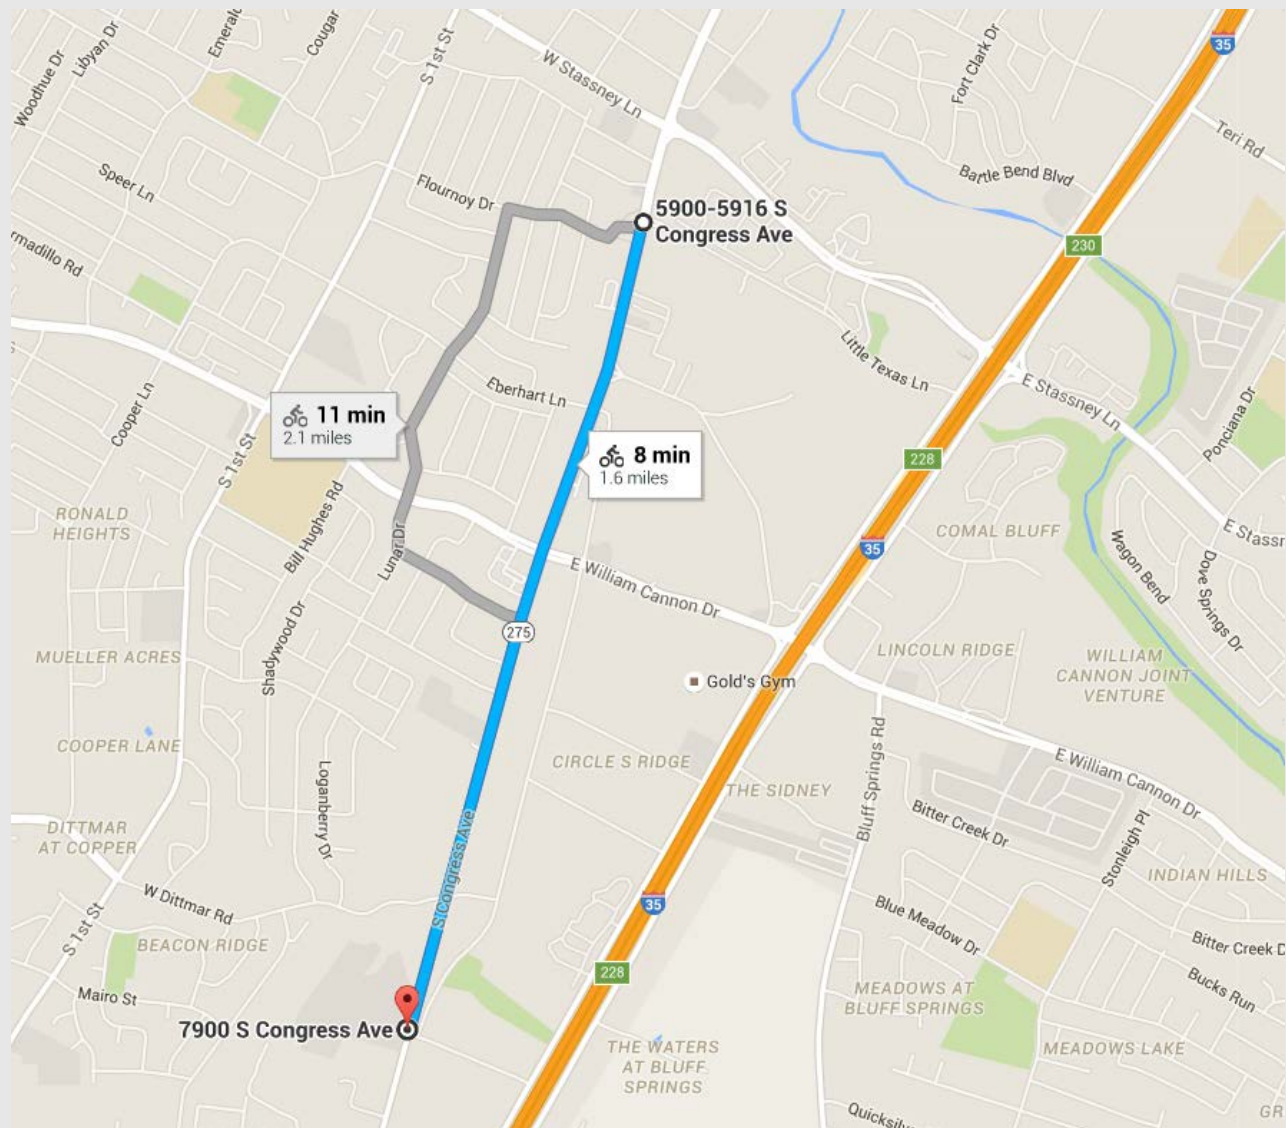 Woodhue Dr
Libyan Dr
Emeral
Cougar
S 1st St
W Stassney Ln
Fort Clark Dr
35
Teri Rd
Bartle Bend Blvd
Speer Ln
Flournoy Dr
5900-5916 S
Congress Ave
230
rmadillo Rd
Little Texas Ln
E Stassney Ln
Ponciana Dr
Cooper Ln
Eberhart Ln
11 min
2.1 miles
8 min
1.6 miles
S 1st St
228
RONALD
HEIGHTS
Bill Hughes Rd
Lunar Dr
35
COMAL BLUFF
E Stassr
Wagon Bend
Dove Springs Dr
E William Cannon Dr
275
Shadywood Dr
MUELLER ACRES
LINCOLN RIDGE
WILLIAM
CANNON JOINT
VENTURE
Gold's Gym
COOPER LANE
CIRCLE S RIDGE
THE SIDNEY
Bluff Springs Rd
E William Cannon Dr
Loganberry Dr
DITTMAR
AT COPPER
Bitter Creek Dr
Stonleigh Pl
INDIAN HILLS
S Congress Ave
W Dittmar Rd
35
Blue Meadow Dr
S 1st St
BEACON RIDGE
Bitter Creek D
228
Bucks Run
Mairo St
MEADOWS AT
BLUFF SPRINGS
7900 S Congress Ave
THE WATERS
AT BLUFF
SPRINGS
MEADOWS LAKE
Quicksilv
GR